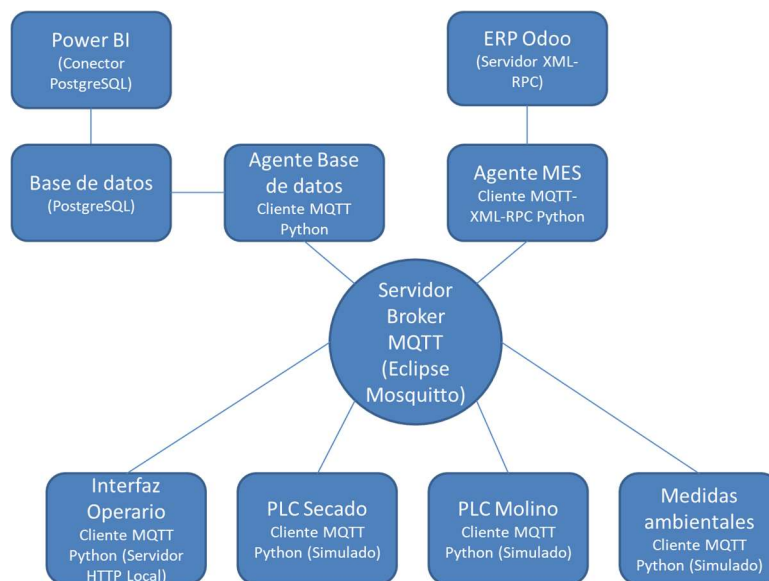 Power BI
(Conector
PostgreSQL)
ERP Odoo
(Servidor XML-
RPC)
Base de datos
(PostgreSQL)
Agente Base
de datos
Cliente MQTT
Python
Agente MES
Cliente MQTT-
XML-RPC Python
Servidor
Broker
MQTT
(Eclipse
Mosquitto)
Interfaz
Operario
Cliente MQTT
Python (Servidor
HTTP Local)
PLC Secado
Cliente MQTT
Python (Simulado)
PLC Molino
Cliente MQTT
Python (Simulado)
Medidas
ambientales
Cliente MQTT
Python (Simulado)